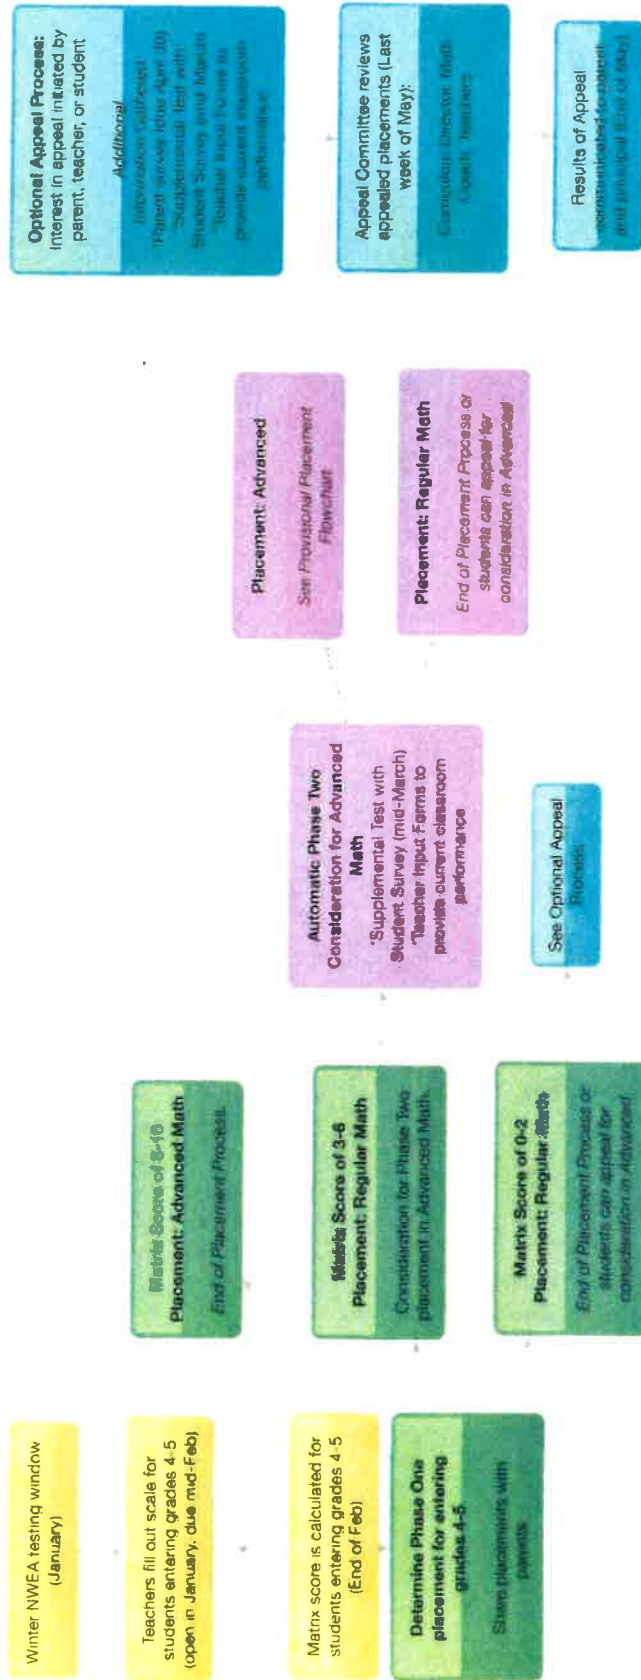 Winter NWEA testing window
(January)
Teachers fill out scale for
students entering grades 4-5
(open in January, due mid-Feb)
Matrix score is calculated for
students entering grades 4-5
(End of Feb)
Determine Phase One
placement for entering
grades 4-5
Share placements with
parents
Matrix Score of
Placement: Advanced Math
End of Placement Process.
Matrix Score of 3-6
Placement: Regular Math
Consideration for Phase Two
placement in Advanced Math.
Matrix Score of 0-2
Placement: Regular Math
End of Placement Process or
students can appeal for
consideration in Advanced
Automatic Phase Two
Consideration for Advanced
Math
*Supplemental Test with
Student Survey (mid-March)
*Teacher Input Forms to
provide current classroom
performance
See Optional Appeal
Process
Placement: Advanced
See Provisional Placement
Flowchart
Placement: Regular Math
End of Placement Process or
students can appeal for
consideration in Advanced
Optional Appeal Process:
Interest in appeal initiated by
parent, teacher, or student
Additional
Information Gathered
*Parent survey (due April 30)
*Supplemental Test with
Student Survey (mid-March)
*Teacher Input Forms to
provide current classroom
performance
Appeal Committee reviews
appealed placements (Last
week of May):
Curriculum Director, Math
Coach, Teachers
Results of Appeal
communicated to parent
and principal (End of May)